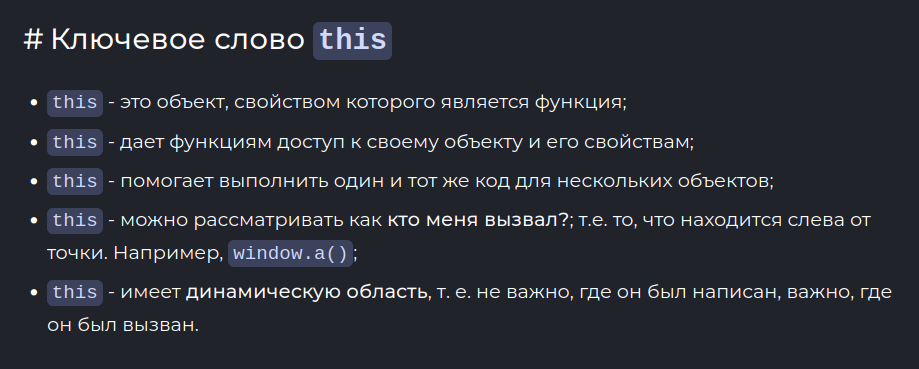 # Ключевое слово this
• this - это объект, свойством которого является функция;
• this - дает функциям доступ к своему объекту и его свойствам;
• this - помогает выполнить один и тот же код для нескольких объектов;
• this - можно рассматривать как кто меня вызвал?; т.е. то, что находится слева от
точки. Например, window.a();
• this - имеет динамическую область, т. е. не важно, где он был написан, важно, где
он был вызван.